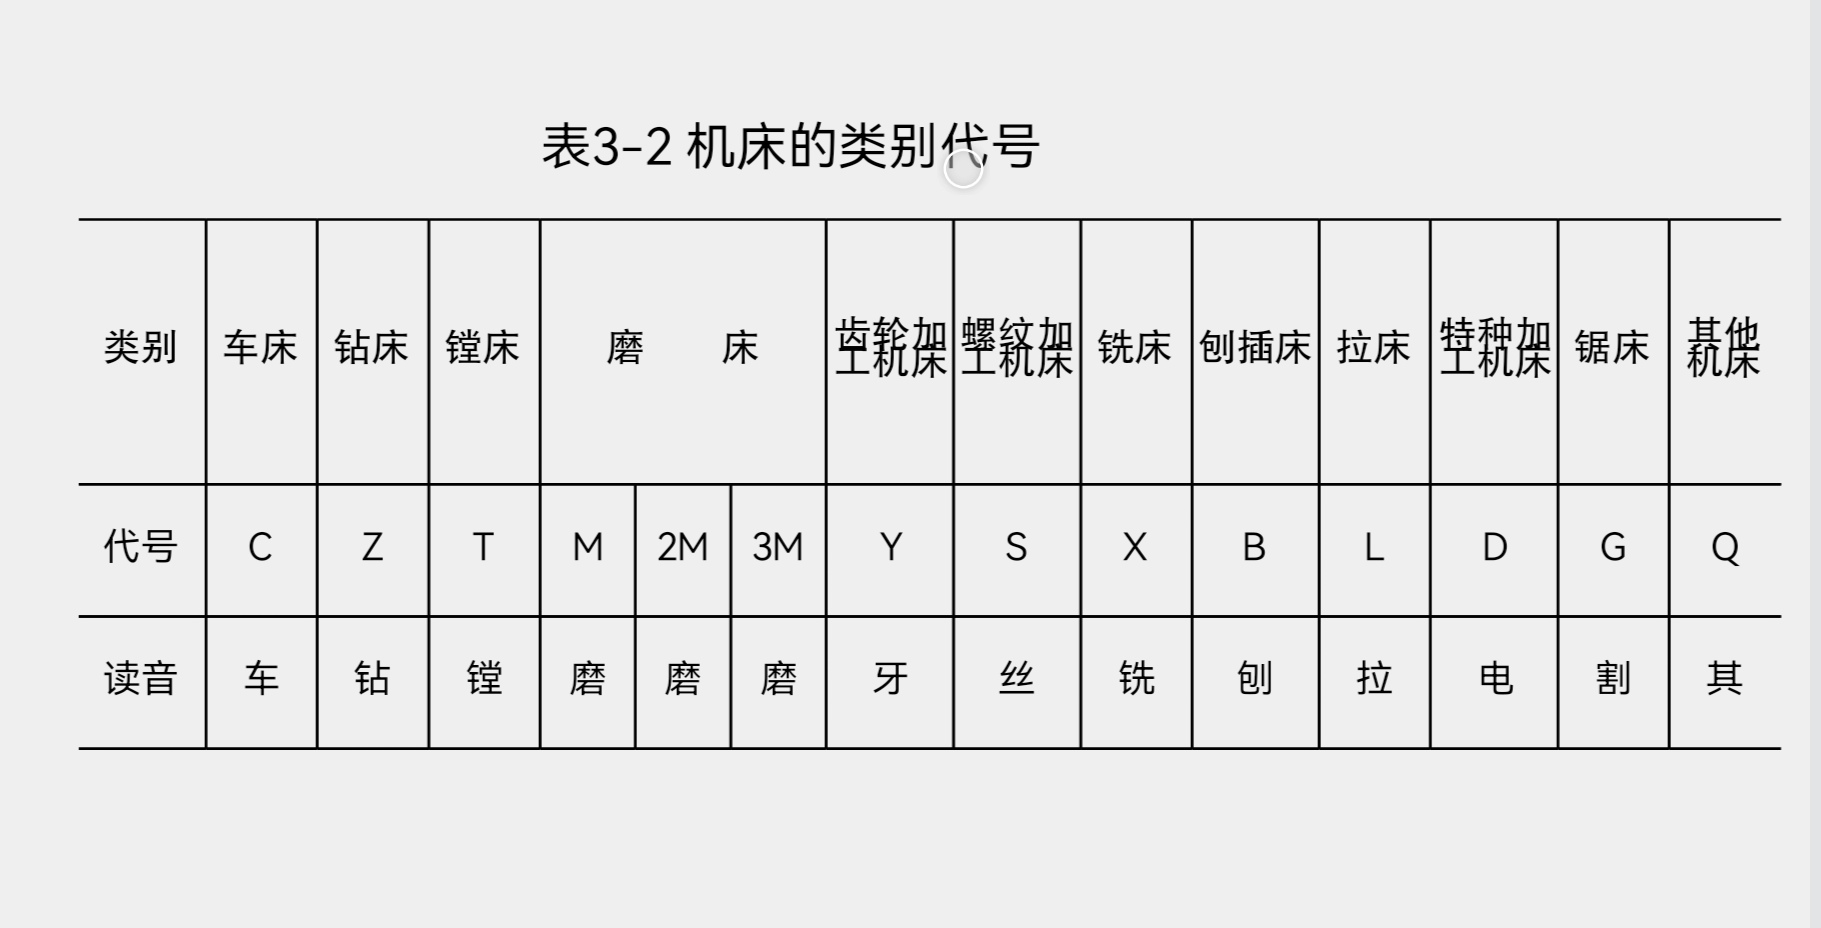 表3-2 机床的类别代号
类别 车床 钻床 镗床 磨 床 齿轮加工机床 螺纹加工机床 铣床 刨插床 拉床 特种加工机床 锯床 其他机床
代号 C Z T M 2M 3M Y S X B L D G Q
读音 车 钻 镗 磨 磨 磨 牙 丝 铣 刨 拉 电 割 其